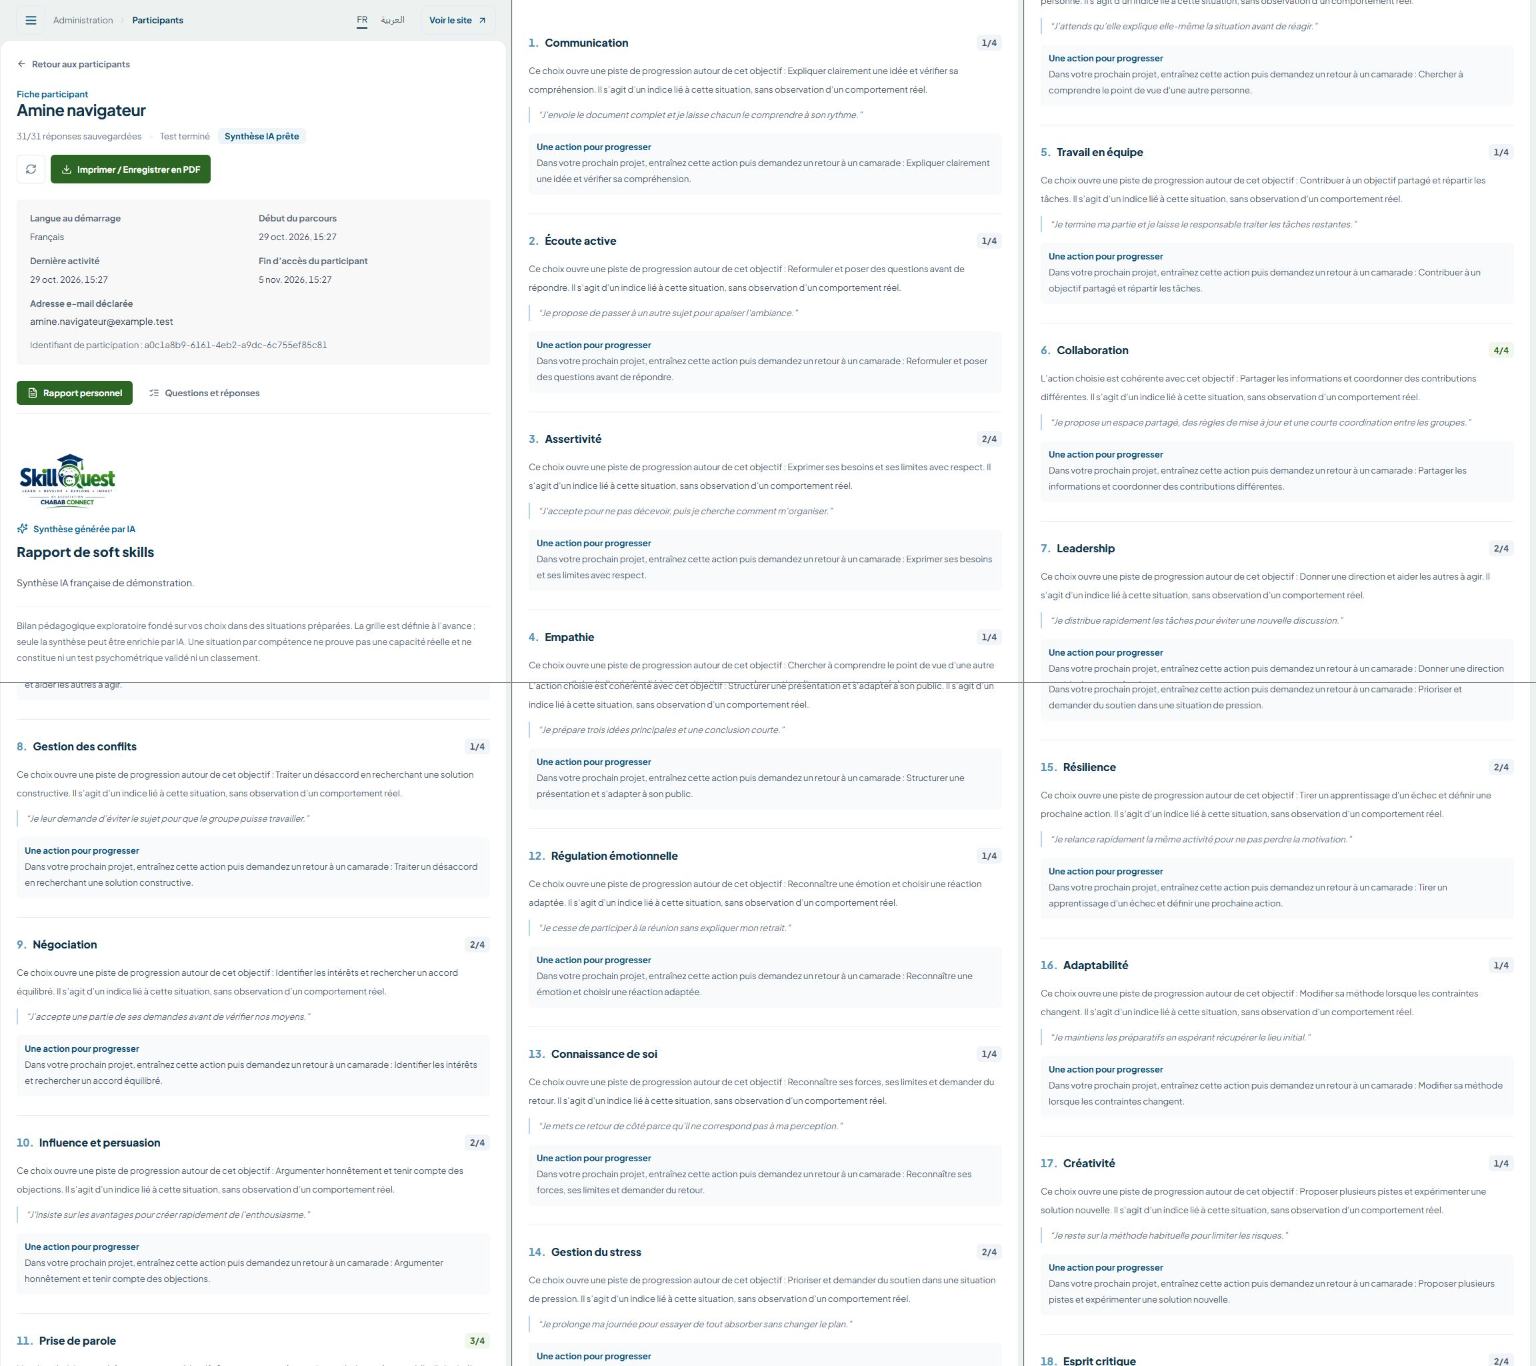 Administration › Participants
FR العربية Voir le site
Retour aux participants
Fiche participant
Amine navigateur
31/31 réponses sauvegardées · Test terminé Synthèse IA prête
Imprimer / Enregistrer en PDF
Langue au démarrage
Français
Début du parcours
29 oct. 2026, 15:27
Dernière activité
29 oct. 2026, 15:27
Fin d'accès du participant
5 nov. 2026, 15:27
Adresse e-mail déclarée
amine.navigateur@example.test
Identifiant de participation : a0c1a8b9-6161-4eb2-a9dc-6c755ef85c81
Rapport personnel Questions et réponses
SkillQuest
CHABAB CONNECT
Synthèse générée par IA
Rapport de soft skills
Synthèse IA française de démonstration.
Bilan pédagogique exploratoire fondé sur vos choix dans des situations préparées. La grille est définie à l'avance ;
seule la synthèse peut être enrichie par IA. Une situation par compétence ne prouve pas une capacité réelle et ne
constitue ni un test psychométrique validé ni un classement.
1. Communication 1/4
Ce choix ouvre une piste de progression autour de cet objectif : Expliquer clairement une idée et vérifier sa
compréhension. Il s'agit d'un indice lié à cette situation, sans observation d'un comportement réel.
“J'envoie le document complet et je laisse chacun le comprendre à son rythme.”
Une action pour progresser
Dans votre prochain projet, entraînez cette action puis demandez un retour à un camarade : Expliquer clairement
une idée et vérifier sa compréhension.
2. Écoute active 1/4
Ce choix ouvre une piste de progression autour de cet objectif : Reformuler et poser des questions avant de
répondre. Il s'agit d'un indice lié à cette situation, sans observation d'un comportement réel.
“Je propose de passer à un autre sujet pour apaiser l'ambiance.”
Une action pour progresser
Dans votre prochain projet, entraînez cette action puis demandez un retour à un camarade : Reformuler et poser
des questions avant de répondre.
3. Assertivité 2/4
Ce choix ouvre une piste de progression autour de cet objectif : Exprimer ses besoins et ses limites avec respect. Il
s'agit d'un indice lié à cette situation, sans observation d'un comportement réel.
“J'accepte pour ne pas décevoir, puis je cherche comment m'organiser.”
Une action pour progresser
Dans votre prochain projet, entraînez cette action puis demandez un retour à un camarade : Exprimer ses besoins
et ses limites avec respect.
4. Empathie 1/4
Ce choix ouvre une piste de progression autour de cet objectif : Chercher à comprendre le point de vue d'une autre
“J'attends qu'elle explique elle-même la situation avant de réagir.”
Une action pour progresser
Dans votre prochain projet, entraînez cette action puis demandez un retour à un camarade : Chercher à
comprendre le point de vue d'une autre personne.
5. Travail en équipe 1/4
Ce choix ouvre une piste de progression autour de cet objectif : Contribuer à un objectif partagé et répartir les
tâches. Il s'agit d'un indice lié à cette situation, sans observation d'un comportement réel.
“Je termine ma partie et je laisse le responsable traiter les tâches restantes.”
Une action pour progresser
Dans votre prochain projet, entraînez cette action puis demandez un retour à un camarade : Contribuer à un
objectif partagé et répartir les tâches.
6. Collaboration 4/4
L'action choisie est cohérente avec cet objectif : Partager les informations et coordonner des contributions
différentes. Il s'agit d'un indice lié à cette situation, sans observation d'un comportement réel.
“Je propose un espace partagé, des règles de mise à jour et une courte coordination entre les groupes.”
Une action pour progresser
Dans votre prochain projet, entraînez cette action puis demandez un retour à un camarade : Partager les
informations et coordonner des contributions différentes.
7. Leadership 2/4
Ce choix ouvre une piste de progression autour de cet objectif : Donner une direction et aider les autres à agir. Il
s'agit d'un indice lié à cette situation, sans observation d'un comportement réel.
“Je distribue rapidement les tâches pour éviter une nouvelle discussion.”
Une action pour progresser
Dans votre prochain projet, entraînez cette action puis demandez un retour à un camarade : Donner une direction
et aider les autres à agir.
8. Gestion des conflits 1/4
Ce choix ouvre une piste de progression autour de cet objectif : Traiter un désaccord en recherchant une solution
constructive. Il s'agit d'un indice lié à cette situation, sans observation d'un comportement réel.
“Je leur demande d'éviter le sujet pour que le groupe puisse travailler.”
Une action pour progresser
Dans votre prochain projet, entraînez cette action puis demandez un retour à un camarade : Traiter un désaccord
en recherchant une solution constructive.
9. Négociation 2/4
Ce choix ouvre une piste de progression autour de cet objectif : Identifier les intérêts et rechercher un accord
équilibré. Il s'agit d'un indice lié à cette situation, sans observation d'un comportement réel.
“J'accepte une partie de ses demandes avant de vérifier nos moyens.”
Une action pour progresser
Dans votre prochain projet, entraînez cette action puis demandez un retour à un camarade : Identifier les intérêts
et rechercher un accord équilibré.
10. Influence et persuasion 2/4
Ce choix ouvre une piste de progression autour de cet objectif : Argumenter honnêtement et tenir compte des
objections. Il s'agit d'un indice lié à cette situation, sans observation d'un comportement réel.
“J'insiste sur les avantages pour créer rapidement de l'enthousiasme.”
Une action pour progresser
Dans votre prochain projet, entraînez cette action puis demandez un retour à un camarade : Argumenter
honnêtement et tenir compte des objections.
11. Prise de parole 3/4
L'action choisie est cohérente avec cet objectif : Structurer une présentation et s'adapter à son public. Il s'agit d'un
indice lié à cette situation, sans observation d'un comportement réel.
“Je prépare trois idées principales et une conclusion courte.”
Une action pour progresser
Dans votre prochain projet, entraînez cette action puis demandez un retour à un camarade : Structurer une
présentation et s'adapter à son public.
12. Régulation émotionnelle 1/4
Ce choix ouvre une piste de progression autour de cet objectif : Reconnaître une émotion et choisir une réaction
adaptée. Il s'agit d'un indice lié à cette situation, sans observation d'un comportement réel.
“Je cesse de participer à la réunion sans expliquer mon retrait.”
Une action pour progresser
Dans votre prochain projet, entraînez cette action puis demandez un retour à un camarade : Reconnaître une
émotion et choisir une réaction adaptée.
13. Connaissance de soi 1/4
Ce choix ouvre une piste de progression autour de cet objectif : Reconnaître ses forces, ses limites et demander du
retour. Il s'agit d'un indice lié à cette situation, sans observation d'un comportement réel.
“Je mets ce retour de côté parce qu'il ne correspond pas à ma perception.”
Une action pour progresser
Dans votre prochain projet, entraînez cette action puis demandez un retour à un camarade : Reconnaître ses
forces, ses limites et demander du retour.
14. Gestion du stress 2/4
Ce choix ouvre une piste de progression autour de cet objectif : Prioriser et demander du soutien dans une situation
de pression. Il s'agit d'un indice lié à cette situation, sans observation d'un comportement réel.
“Je prolonge ma journée pour essayer de tout absorber sans changer le plan.”
Une action pour progresser
Dans votre prochain projet, entraînez cette action puis demandez un retour à un camarade : Prioriser et
demander du soutien dans une situation de pression.
15. Résilience 2/4
Ce choix ouvre une piste de progression autour de cet objectif : Tirer un apprentissage d'un échec et définir une
prochaine action. Il s'agit d'un indice lié à cette situation, sans observation d'un comportement réel.
“Je relance rapidement la même activité pour ne pas perdre la motivation.”
Une action pour progresser
Dans votre prochain projet, entraînez cette action puis demandez un retour à un camarade : Tirer un
apprentissage d'un échec et définir une prochaine action.
16. Adaptabilité 1/4
Ce choix ouvre une piste de progression autour de cet objectif : Modifier sa méthode lorsque les contraintes
changent. Il s'agit d'un indice lié à cette situation, sans observation d'un comportement réel.
“Je maintiens les préparatifs en espérant récupérer le lieu initial.”
Une action pour progresser
Dans votre prochain projet, entraînez cette action puis demandez un retour à un camarade : Modifier sa méthode
lorsque les contraintes changent.
17. Créativité 1/4
Ce choix ouvre une piste de progression autour de cet objectif : Proposer plusieurs pistes et expérimenter une
solution nouvelle. Il s'agit d'un indice lié à cette situation, sans observation d'un comportement réel.
“Je reste sur la méthode habituelle pour limiter les risques.”
Une action pour progresser
Dans votre prochain projet, entraînez cette action puis demandez un retour à un camarade : Proposer plusieurs
pistes et expérimenter une solution nouvelle.
18. Esprit critique 2/4